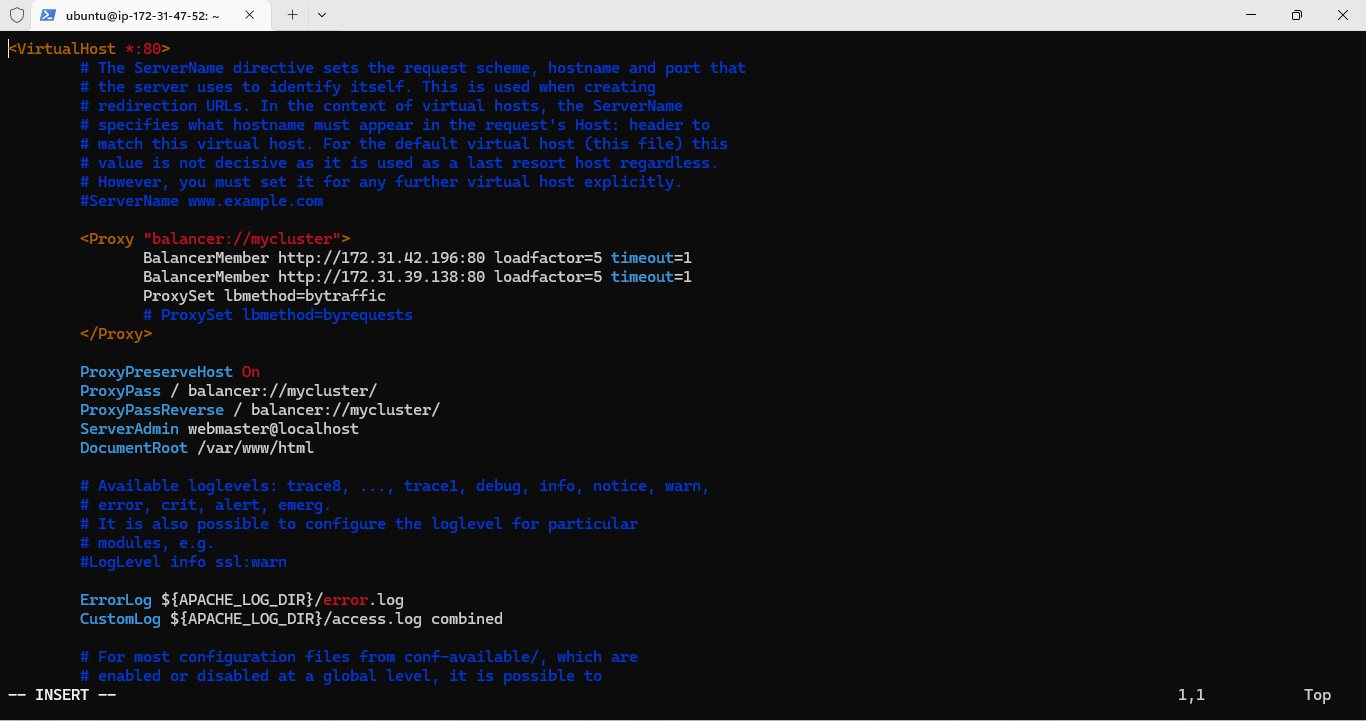 ubuntu@ip-172-31-47-52: ~
<VirtualHost *:80>
# The ServerName directive sets the request scheme, hostname and port that
# the server uses to identify itself. This is used when creating
# redirection URLs. In the context of virtual hosts, the ServerName
# specifies what hostname must appear in the request's Host: header to
# match this virtual host. For the default virtual host (this file) this
# value is not decisive as it is used as a last resort host regardless.
# However, you must set it for any further virtual host explicitly.
#ServerName www.example.com
<Proxy "balancer://mycluster">
BalancerMember http://172.31.42.196:80 loadfactor=5 timeout=1
BalancerMember http://172.31.39.138:80 loadfactor=5 timeout=1
ProxySet lbmethod=bytraffic
# ProxySet lbmethod=byrequests
</Proxy>
ProxyPreserveHost On
ProxyPass / balancer://mycluster/
ProxyPassReverse / balancer://mycluster/
ServerAdmin webmaster@localhost
DocumentRoot /var/www/html
# Available loglevels: trace8, ..., trace1, debug, info, notice, warn,
# error, crit, alert, emerg.
# It is also possible to configure the loglevel for particular
# modules, e.g.
#LogLevel info ssl:warn
ErrorLog ${APACHE_LOG_DIR}/error.log
CustomLog ${APACHE_LOG_DIR}/access.log combined
# For most configuration files from conf-available/, which are
# enabled or disabled at a global level, it is possible to
-- INSERT -- 1,1 Top